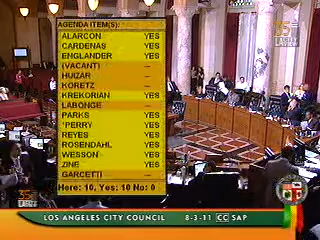 35
AGENDA ITEM(S):
ALARCON YES
CARDENAS YES
ENGLANDER YES
(VACANT) --
HUIZAR --
KORETZ --
KREKORIAN YES
LABONGE --
PARKS YES
*PERRY YES
REYES YES
ROSENDAHL YES
WESSON YES
ZINE YES
GARCETTI --
Here: 10, Yes: 10 No: 0
35
LOS ANGELES CITY COUNCIL 8-3-11 CC SAP